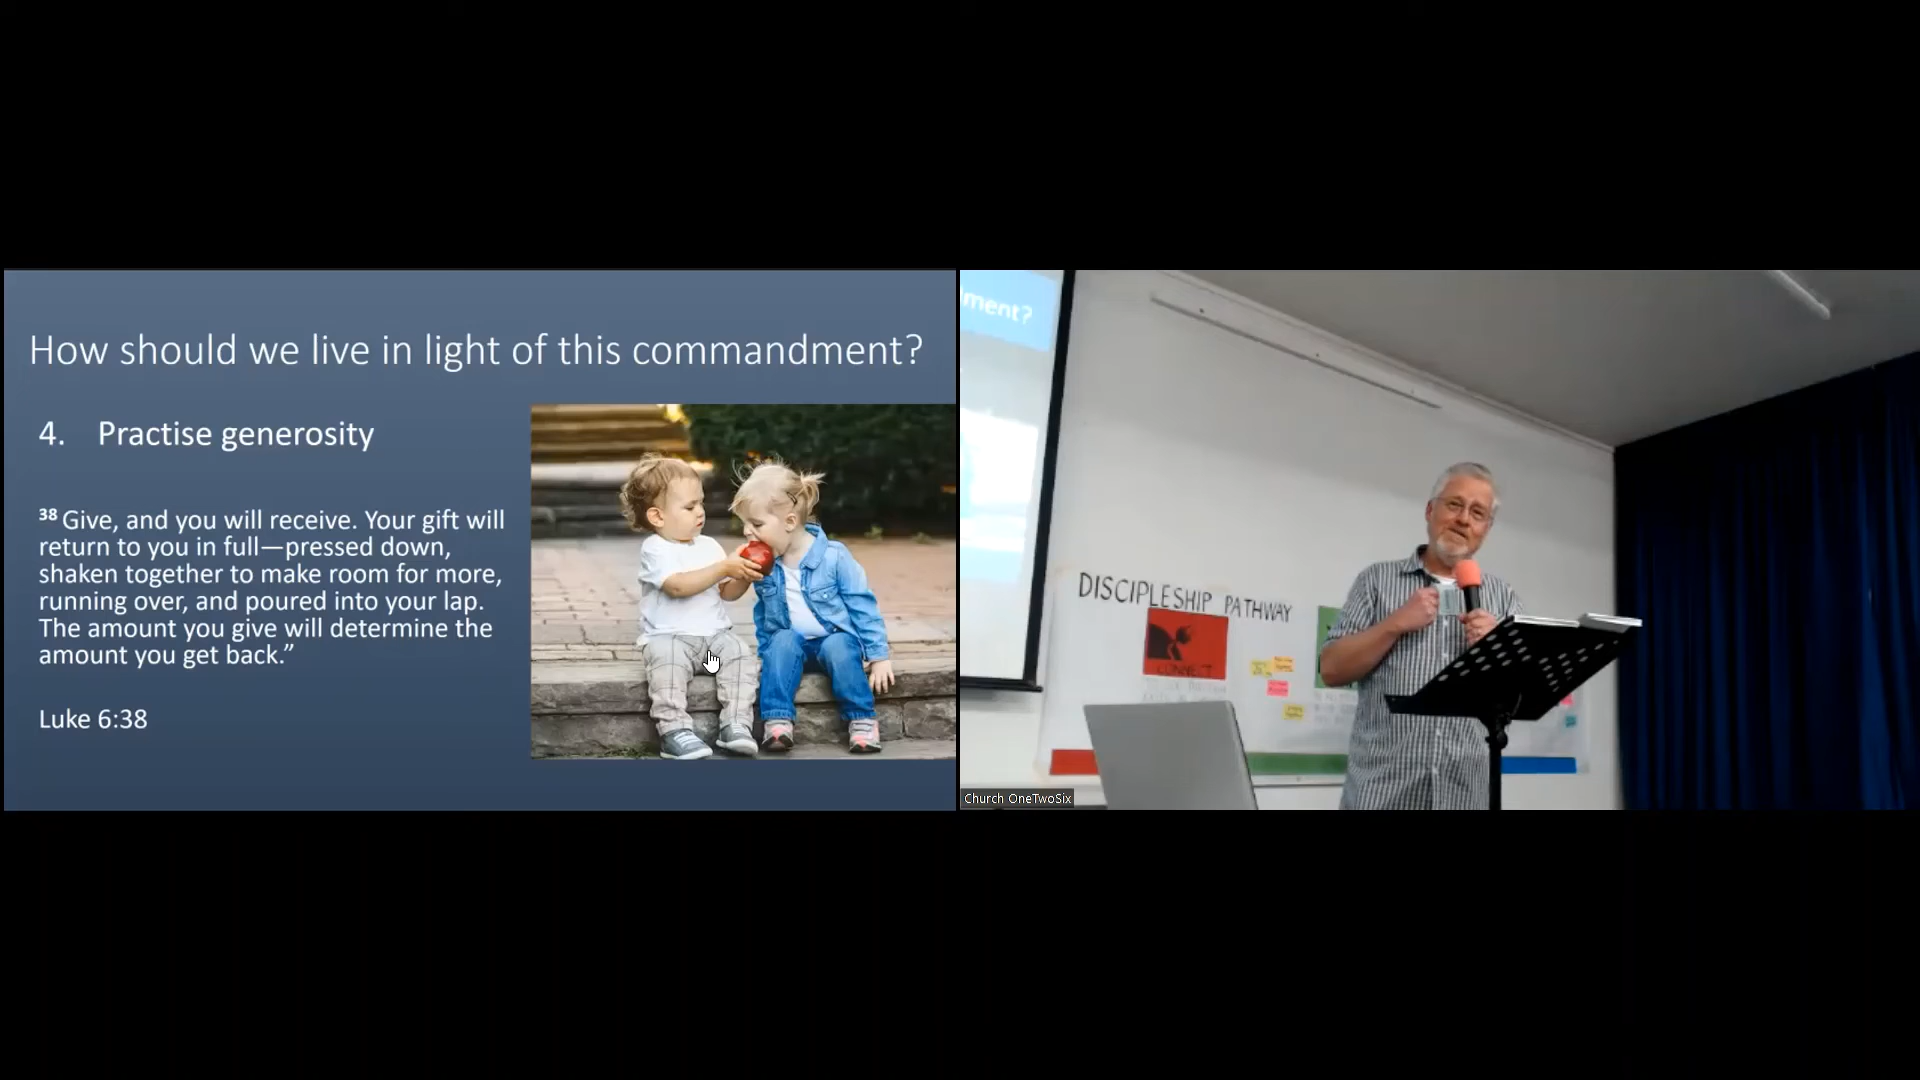 How should we live in light of this commandment?
4. Practise generosity
38 Give, and you will receive. Your gift will
return to you in full—pressed down,
shaken together to make room for more,
running over, and poured into your lap.
The amount you give will determine the
amount you get back.”
Luke 6:38
ment?
DISCIPLESHIP PATHWAY
CONNECT
Church OneTwoSix